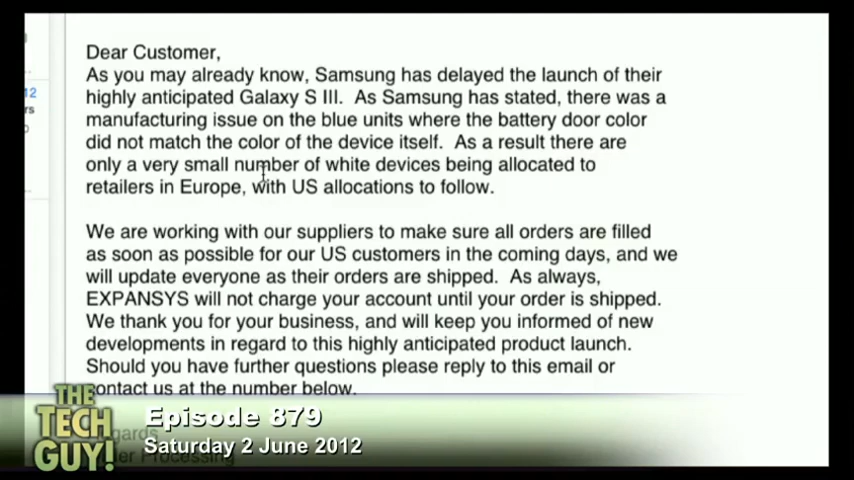 Dear Customer,
As you may already know, Samsung has delayed the launch of their
highly anticipated Galaxy S III. As Samsung has stated, there was a
manufacturing issue on the blue units where the battery door color
did not match the color of the device itself. As a result there are
only a very small number of white devices being allocated to
retailers in Europe, with US allocations to follow.
We are working with our suppliers to make sure all orders are filled
as soon as possible for our US customers in the coming days, and we
will update everyone as their orders are shipped. As always,
EXPANSYS will not charge your account until your order is shipped.
We thank you for your business, and will keep you informed of new
developments in regard to this highly anticipated product launch.
Should you have further questions please reply to this email or
contact us at the number below.
THE
TECH
GUY!
Episode 879
Saturday 2 June 2012
Processing
12
rs